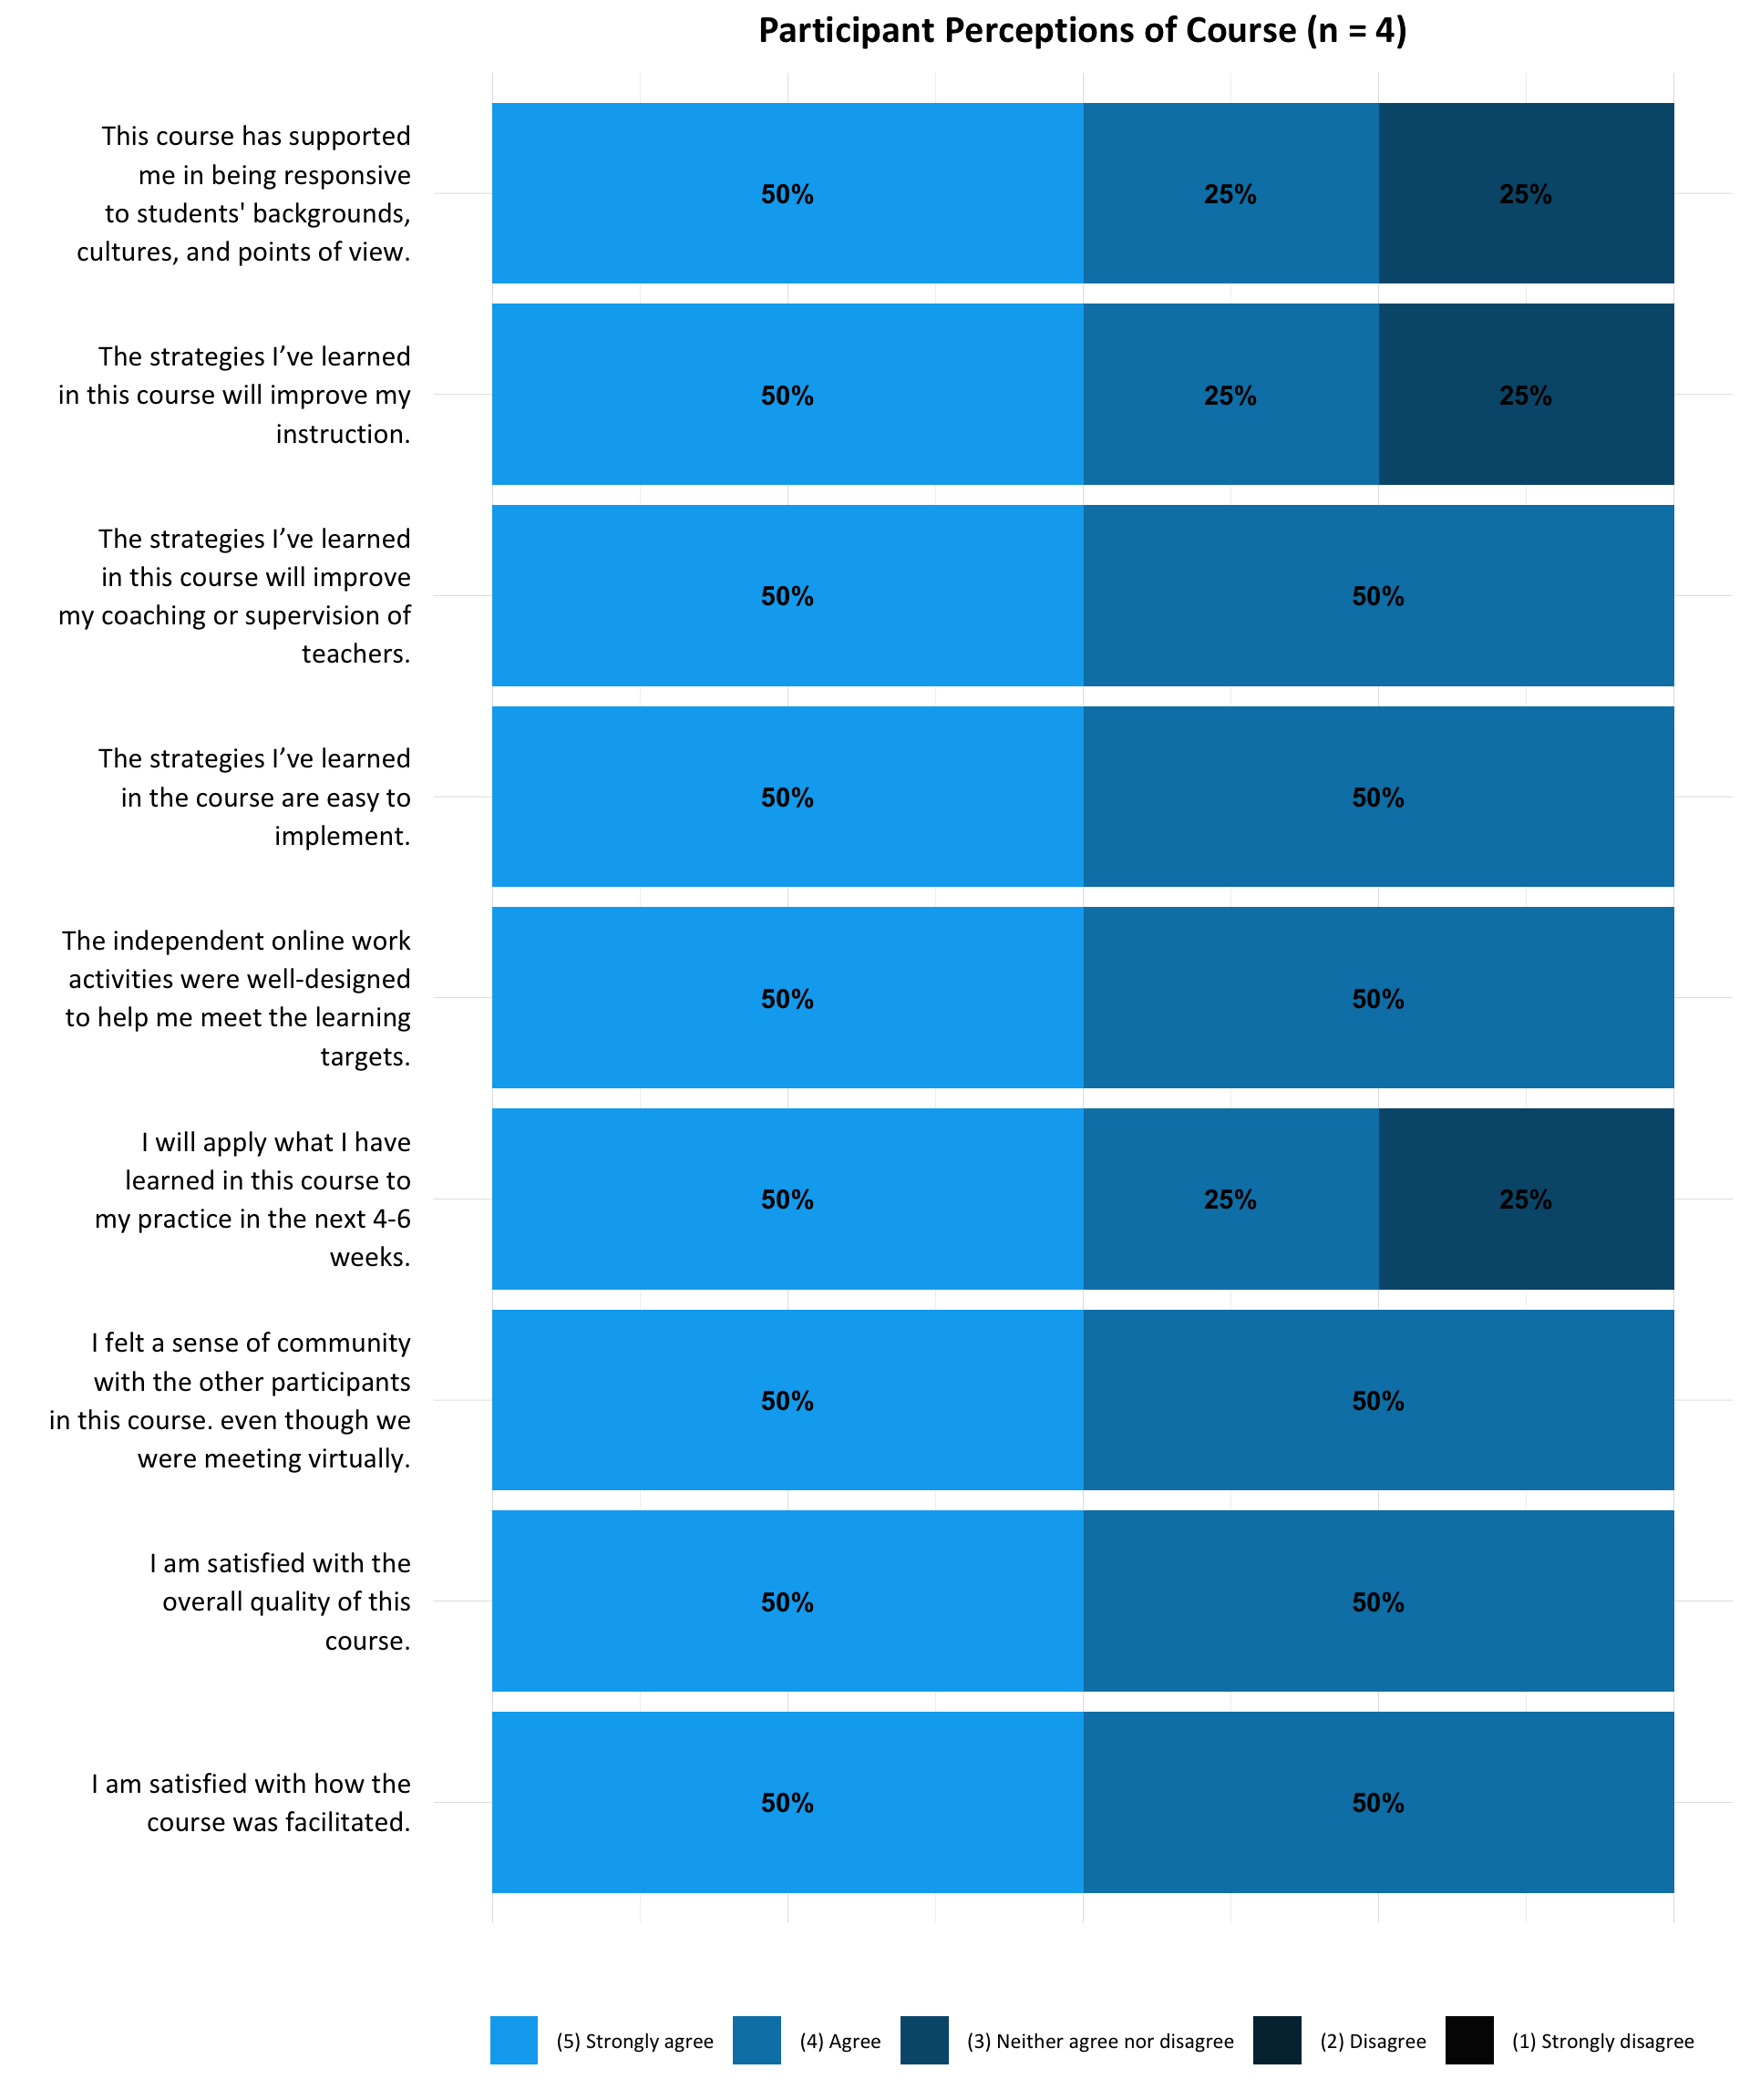 Participant Perceptions of Course (n = 4)
This course has supported
me in being responsive
to students' backgrounds,
cultures, and points of view.
50%
25%
25%
The strategies I’ve learned
in this course will improve my
instruction.
50%
25%
25%
The strategies I’ve learned
in this course will improve
my coaching or supervision of
teachers.
50%
50%
The strategies I’ve learned
in the course are easy to
implement.
50%
50%
The independent online work
activities were well-designed
to help me meet the learning
targets.
50%
50%
I will apply what I have
learned in this course to
my practice in the next 4-6
weeks.
50%
25%
25%
I felt a sense of community
with the other participants
in this course. even though we
were meeting virtually.
50%
50%
I am satisfied with the
overall quality of this
course.
50%
50%
I am satisfied with how the
course was facilitated.
50%
50%
(5) Strongly agree
(4) Agree
(3) Neither agree nor disagree
(2) Disagree
(1) Strongly disagree